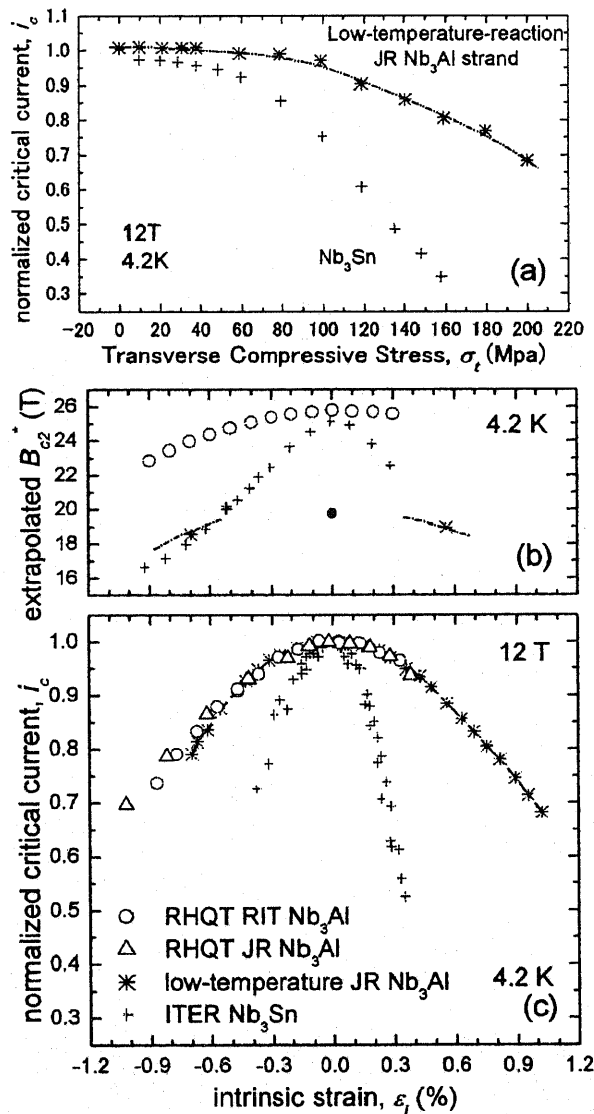 normalized critical current, i_c
1.1
1.0
0.9
0.8
0.7
0.6
0.5
0.4
0.3
Low-temperature-reaction
JR Nb₃Al strand
12T
4.2K
Nb₃Sn
(a)
-20 0 20 40 60 80 100 120 140 160 180 200 220
Transverse Compressive Stress, σ_t (Mpa)
extrapolated B_c2* (T)
26
24
22
20
18
16
4.2 K
(b)
normalized critical current, i_c
1.0
0.9
0.8
0.7
0.6
0.5
0.4
0.3
12 T
RHQT RIT Nb₃Al
RHQT JR Nb₃Al
low-temperature JR Nb₃Al
ITER Nb₃Sn
4.2 K
(c)
-1.2 -0.9 -0.6 -0.3 0.0 0.3 0.6 0.9 1.2
intrinsic strain, ε_I (%)